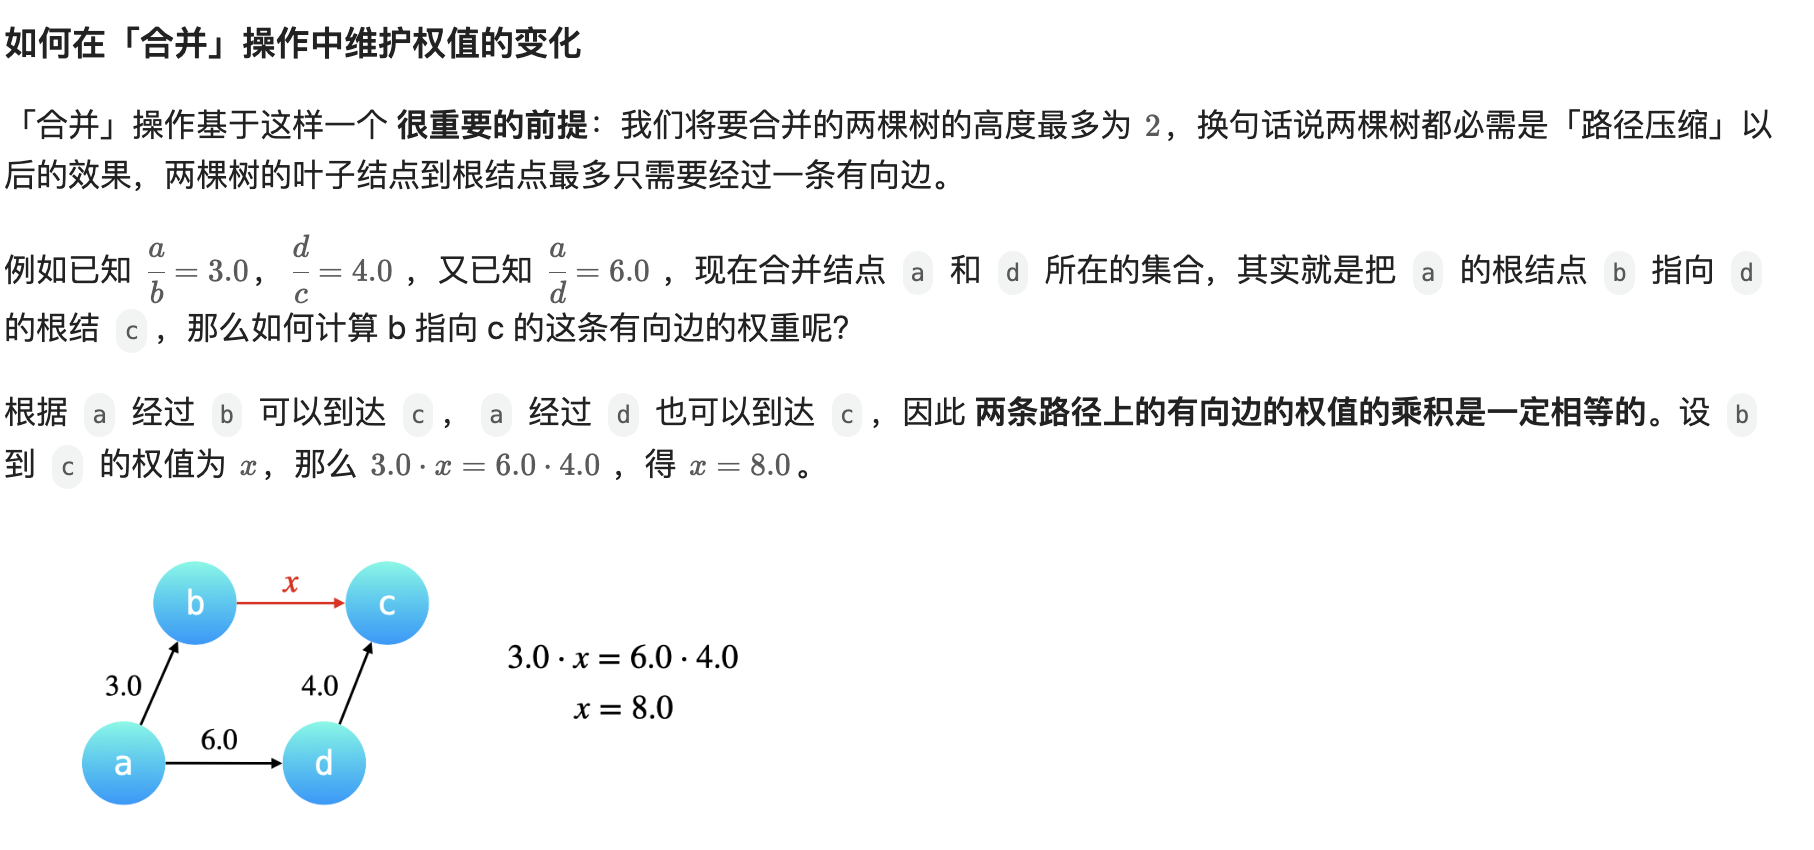 如何在「合并」操作中维护权值的变化
「合并」操作基于这样一个 很重要的前提：我们将要合并的两棵树的高度最多为 2，换句话说两棵树都必需是「路径压缩」以
后的效果，两棵树的叶子结点到根结点最多只需要经过一条有向边。
例如已知 a/b = 3.0，d/c = 4.0 ，又已知 a/d = 6.0 ，现在合并结点 a 和 d 所在的集合，其实就是把 a 的根结点 b 指向 d
的根结 c ，那么如何计算 b 指向 c 的这条有向边的权重呢？
根据 a 经过 b 可以到达 c ， a 经过 d 也可以到达 c ，因此 两条路径上的有向边的权值的乘积是一定相等的。设 b
到 c 的权值为 x，那么 3.0 · x = 6.0 · 4.0 ，得 x = 8.0。
x
b
c
3.0
4.0
6.0
a
d
3.0 · x = 6.0 · 4.0
x = 8.0